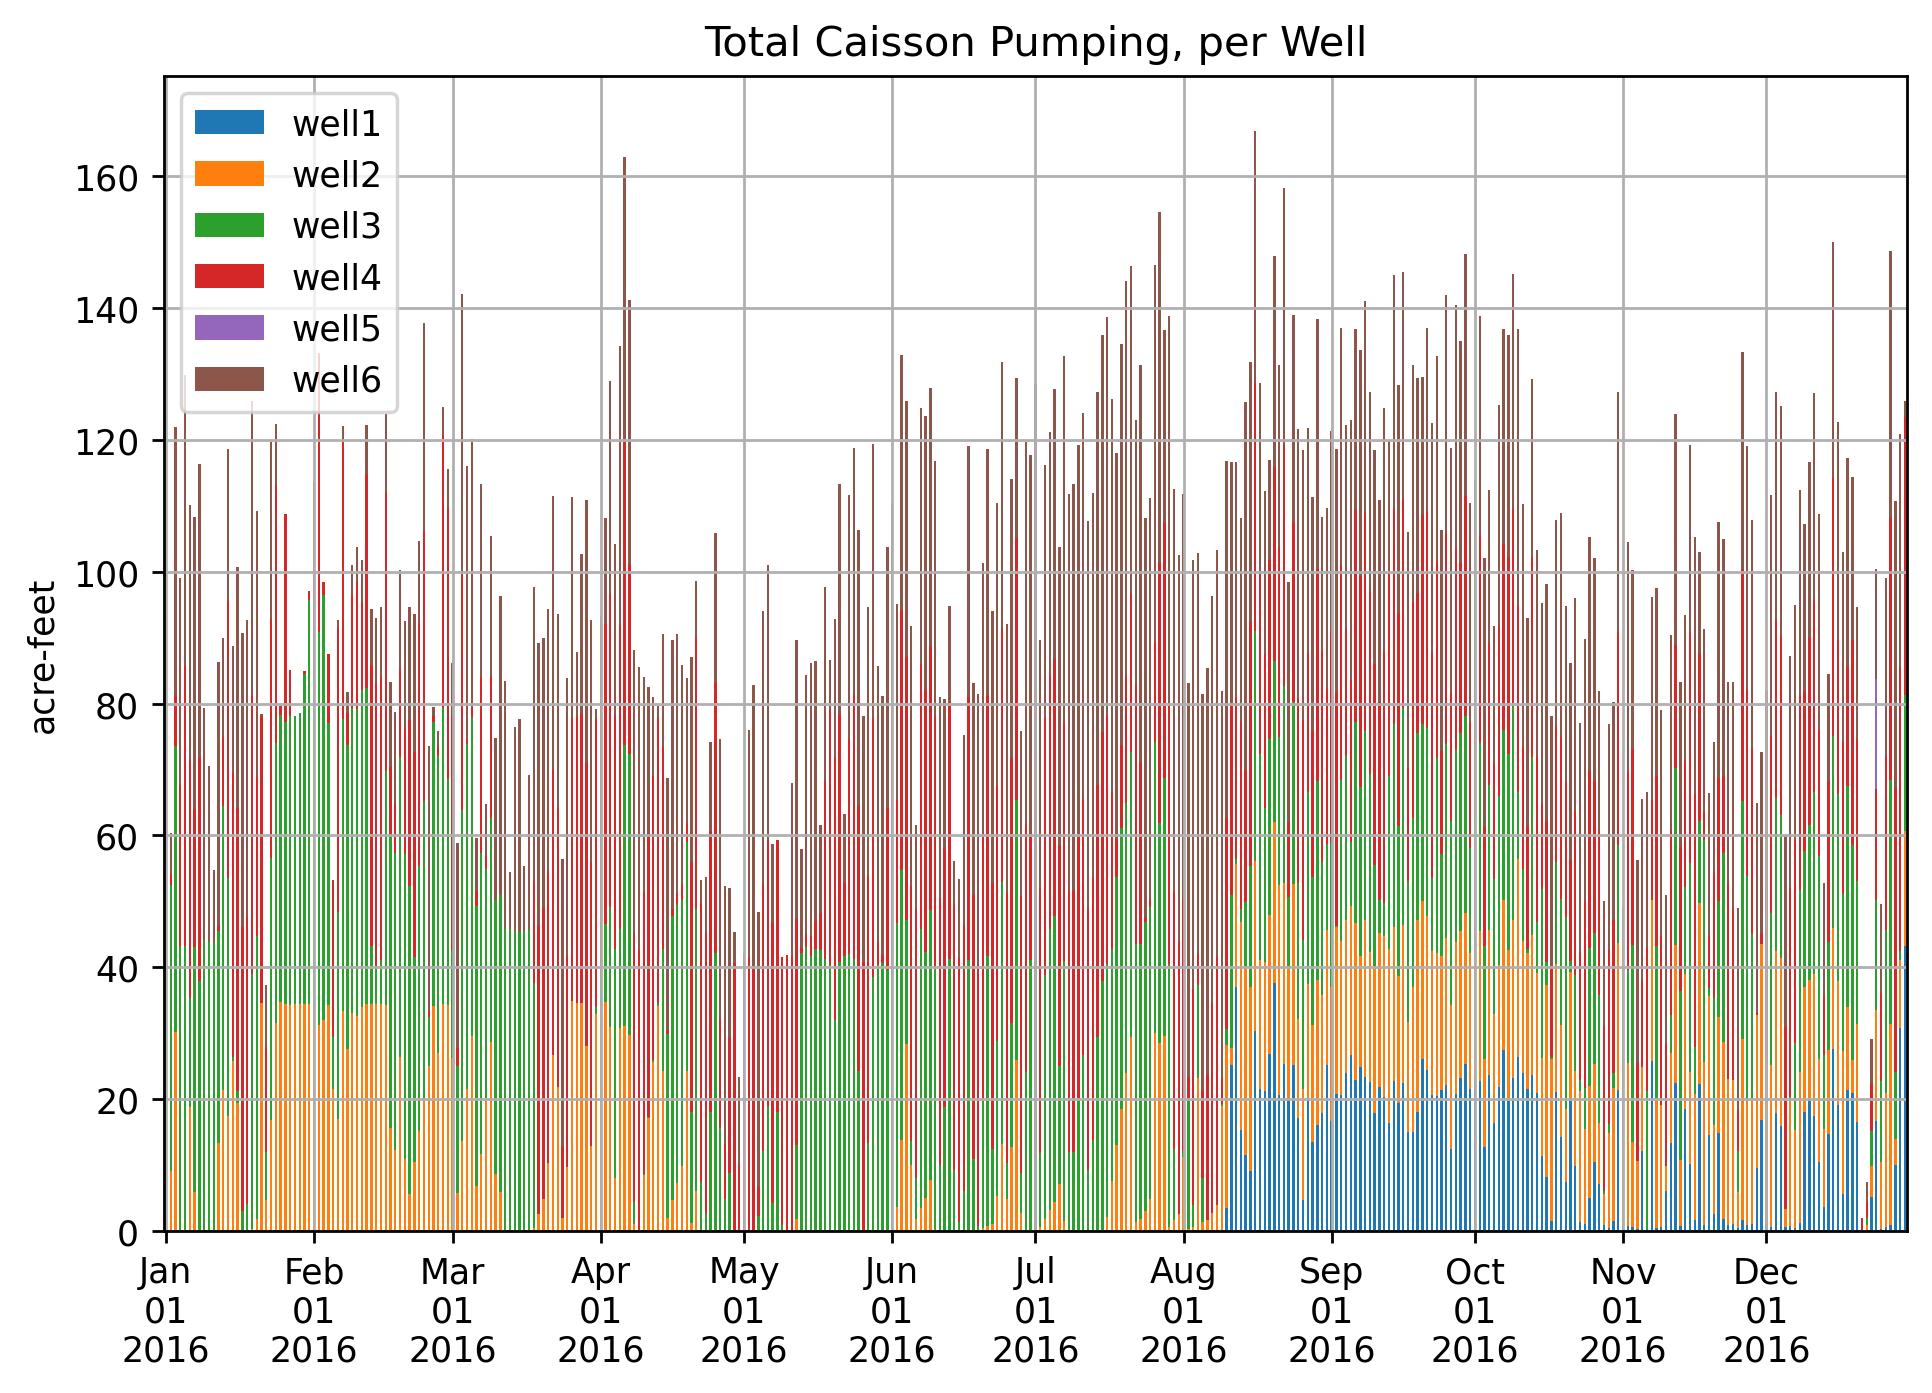 Total Caisson Pumping, per Well
well1
well2
well3
well4
well5
well6
acre-feet
160
140
120
100
80
60
40
20
0
Jan Feb Mar Apr May Jun Jul Aug Sep Oct Nov Dec
01 01 01 01 01 01 01 01 01 01 01 01
2016 2016 2016 2016 2016 2016 2016 2016 2016 2016 2016 2016